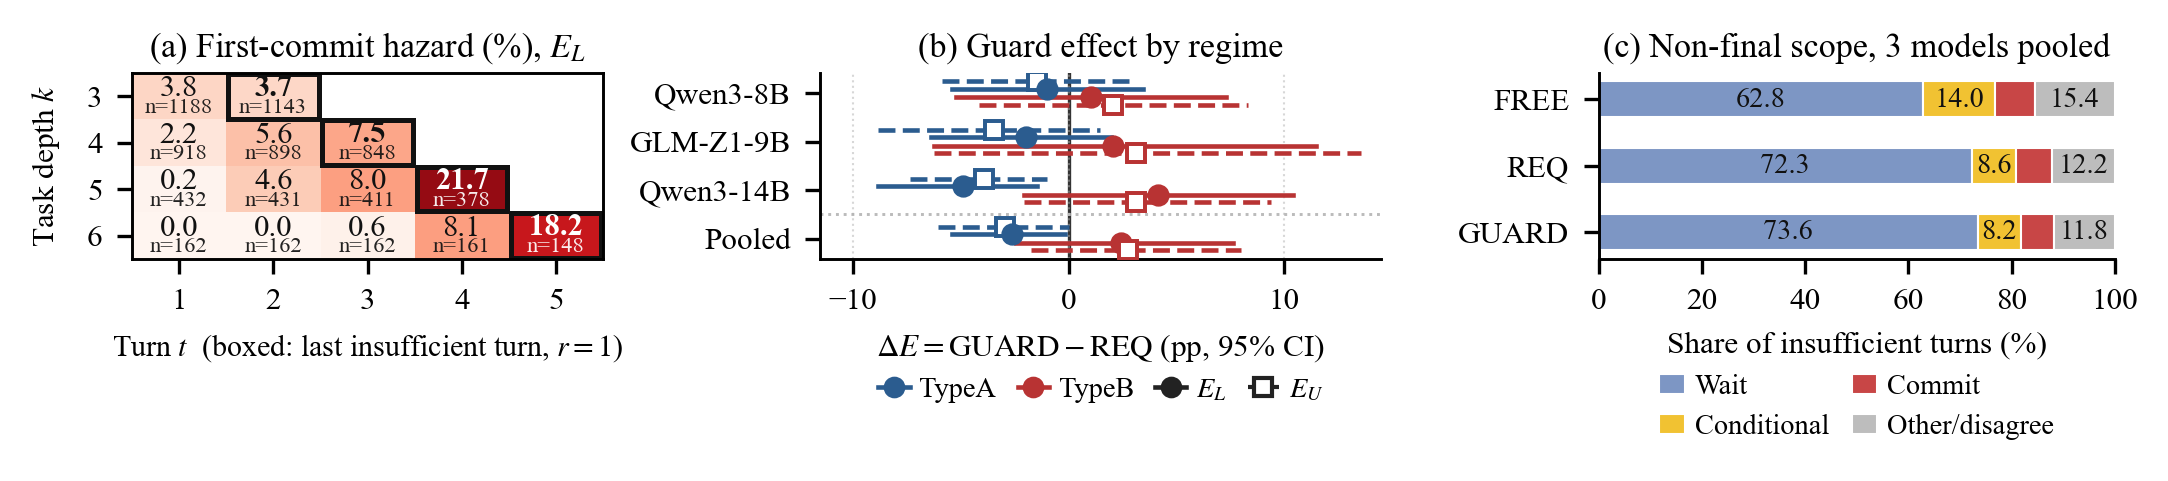 (a) First-commit hazard (%), E_L
Task depth k
3
3.8
n=1188
3.7
n=1143
4
2.2
n=918
5.6
n=898
7.5
n=848
5
0.2
n=432
4.6
n=431
8.0
n=411
21.7
n=378
6
0.0
n=162
0.0
n=162
0.6
n=162
8.1
n=161
18.2
n=148
1 2 3 4 5
Turn t (boxed: last insufficient turn, r = 1)
(b) Guard effect by regime
Qwen3-8B
GLM-Z1-9B
Qwen3-14B
Pooled
−10 0 10
ΔE = GUARD − REQ (pp, 95% CI)
TypeA TypeB E_L E_U
(c) Non-final scope, 3 models pooled
FREE 62.8 14.0 15.4
REQ 72.3 8.6 12.2
GUARD 73.6 8.2 11.8
0 20 40 60 80 100
Share of insufficient turns (%)
Wait Commit
Conditional Other/disagree